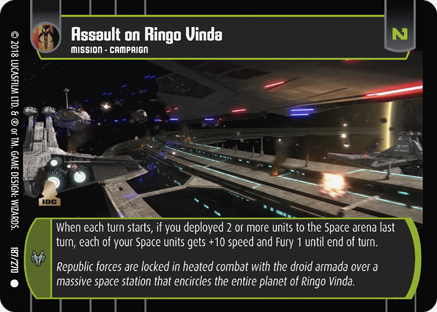 Assault on Ringo Vinda
MISSION - CAMPAIGN
N
© 2018 LUCASFILM LTD. & ® or TM. GAME DESIGN: WIZARDS.
IDC
When each turn starts, if you deployed 2 or more units to the Space arena last
turn, each of your Space units gets +10 speed and Fury 1 until end of turn.
Republic forces are locked in heated combat with the droid armada over a
massive space station that encircles the entire planet of Ringo Vinda.
187/270